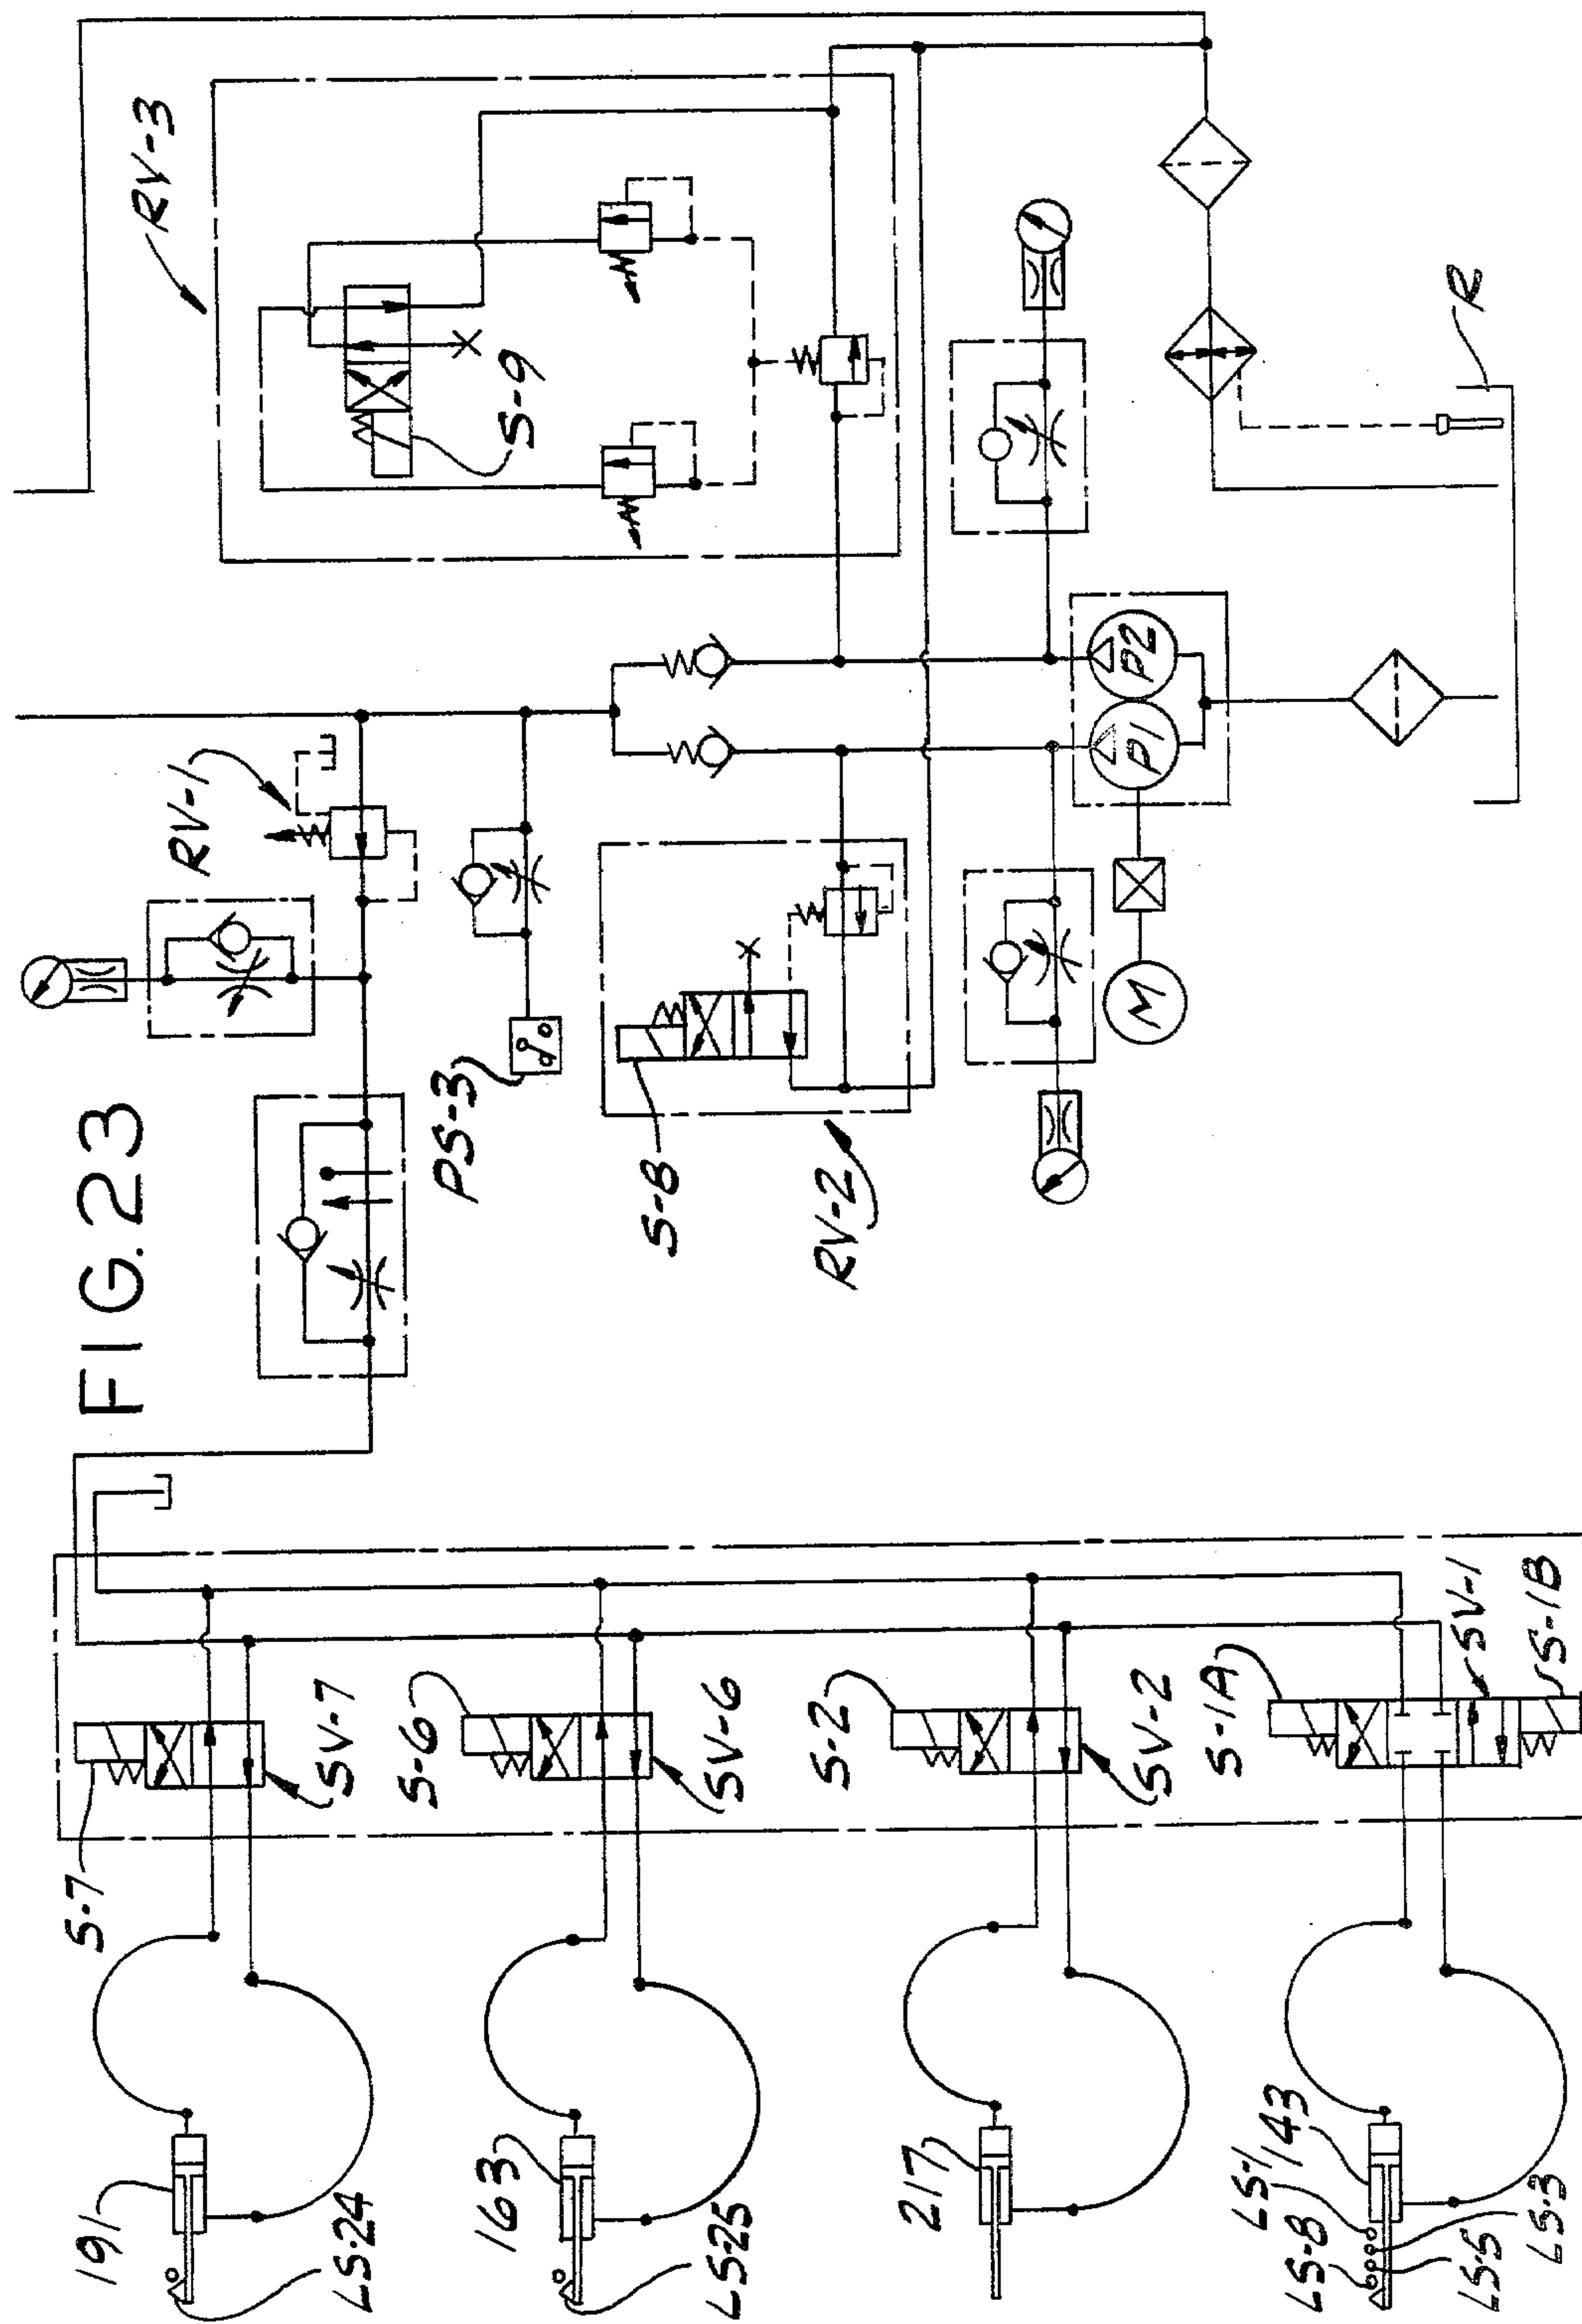 FIG. 23
191
LS-24
S-7
SV-7
163
LS-25
S-6
SV-6
217
S-2
SV-2
LS-1
143
LS-8
LS-5
LS-3
S-1A
SV-1
S-1B
RV-1
PS-3
S-8
RV-2
M
P1
P2
RV-3
S-9
R